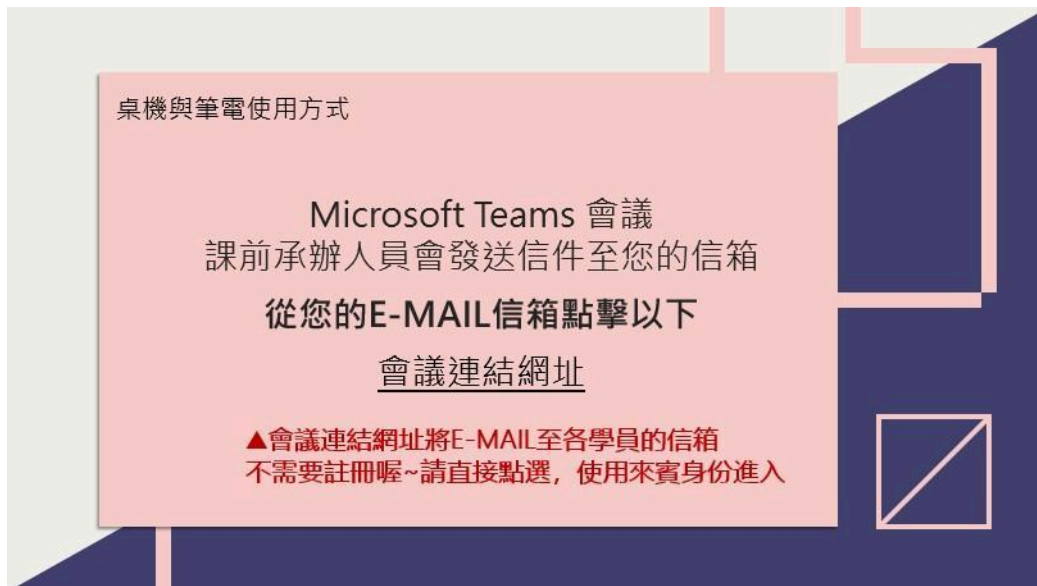 桌機與筆電使用方式
Microsoft Teams 會議
課前承辦人員會發送信件至您的信箱
從您的E-MAIL信箱點擊以下
會議連結網址
▲會議連結網址將E-MAIL至各學員的信箱
不需要註冊喔~請直接點選，使用來賓身份進入